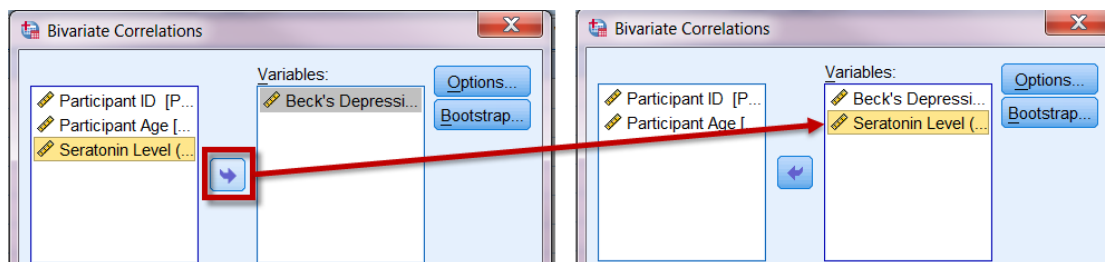 Bivariate Correlations
Variables:
Participant ID [P...
Participant Age [...
Seratonin Level (...
Beck's Depressi...
Options...
Bootstrap...
Bivariate Correlations
Variables:
Participant ID [P...
Participant Age [
Beck's Depressi...
Seratonin Level (...
Options...
Bootstrap...